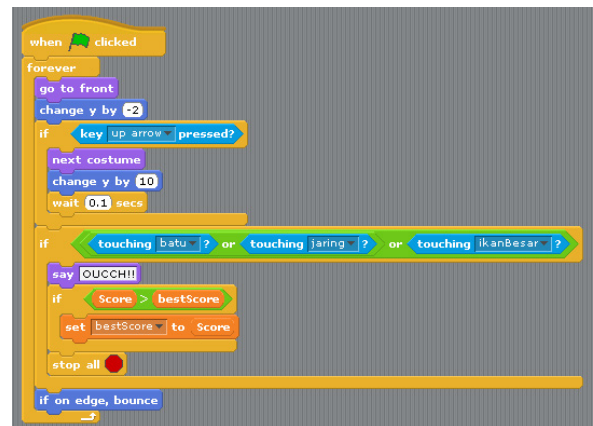 when clicked
forever
go to front
change y by -2
if key up arrow pressed?
next costume
change y by 10
wait 0.1 secs
if touching batu ? or touching jaring ? or touching ikanBesar ?
say OUCCH!!
if Score > bestScore
set bestScore to Score
stop all
if on edge, bounce